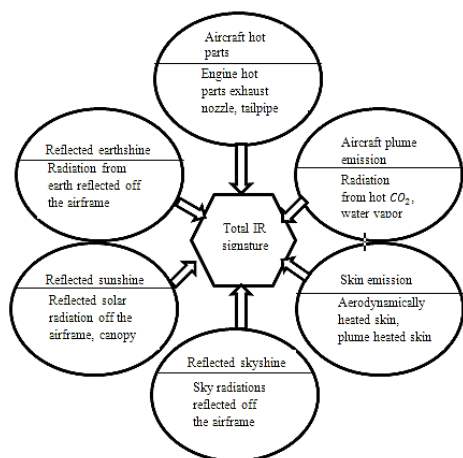 Aircraft hot
parts
Engine hot
parts exhaust
nozzle, tailpipe
Reflected earthshine
Radiation from
earth reflected off
the airframe
Aircraft plume
emission
Radiation
from hot CO₂,
water vapor
Total IR
signature
Reflected sunshine
Reflected solar
radiation off the
airframe, canopy
Skin emission
Aerodynamically
heated skin,
plume heated skin
Reflected skyshine
Sky radiations
reflected off
the airframe